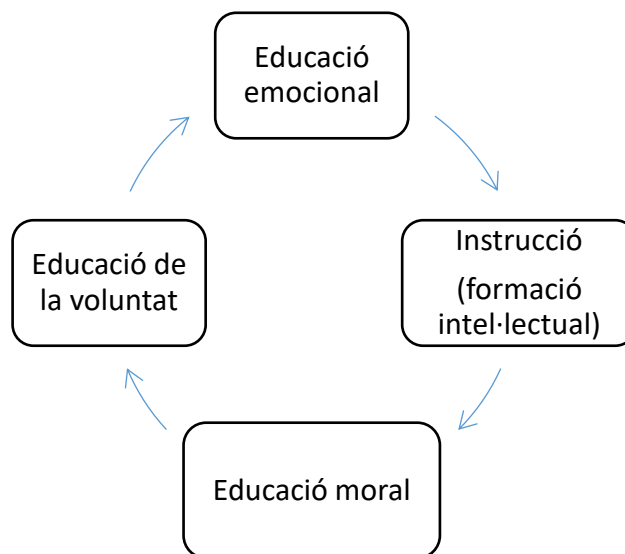 Educació
emocional
Instrucció
(formació
intel·lectual)
Educació moral
Educació de
la voluntat